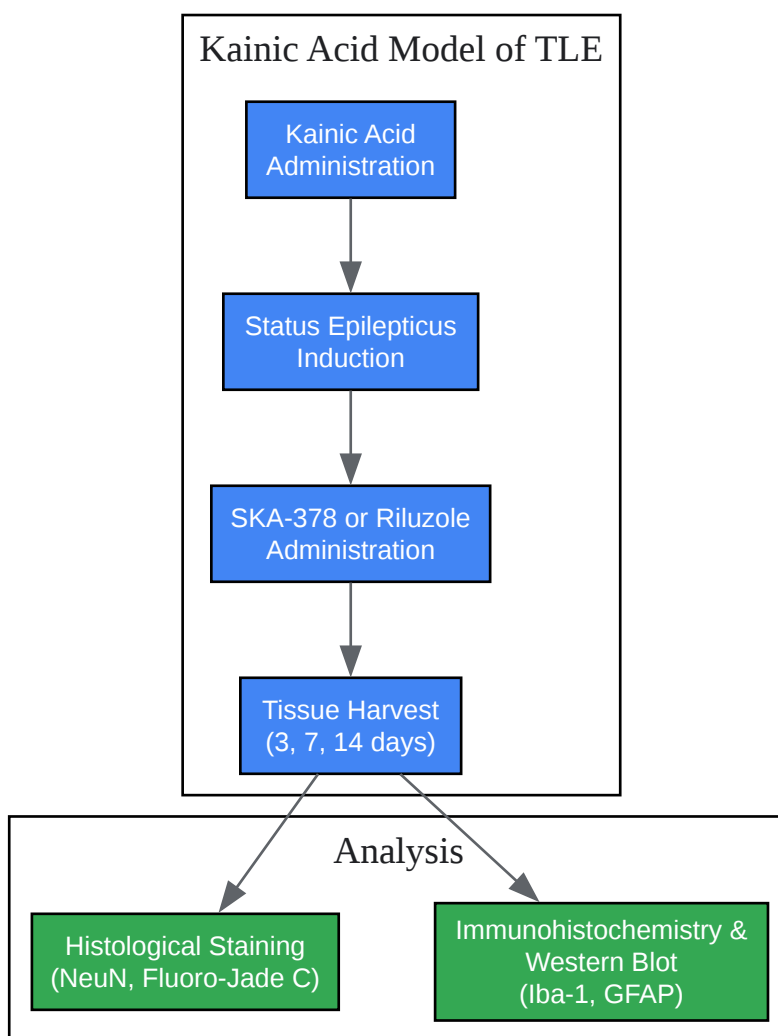 Kainic Acid Model of TLE
Kainic Acid
Administration
Status Epilepticus
Induction
SKA-378 or Riluzole
Administration
Tissue Harvest
(3, 7, 14 days)
Analysis
Histological Staining
(NeuN, Fluoro-Jade C)
Immunohistochemistry &
Western Blot
(Iba-1, GFAP)